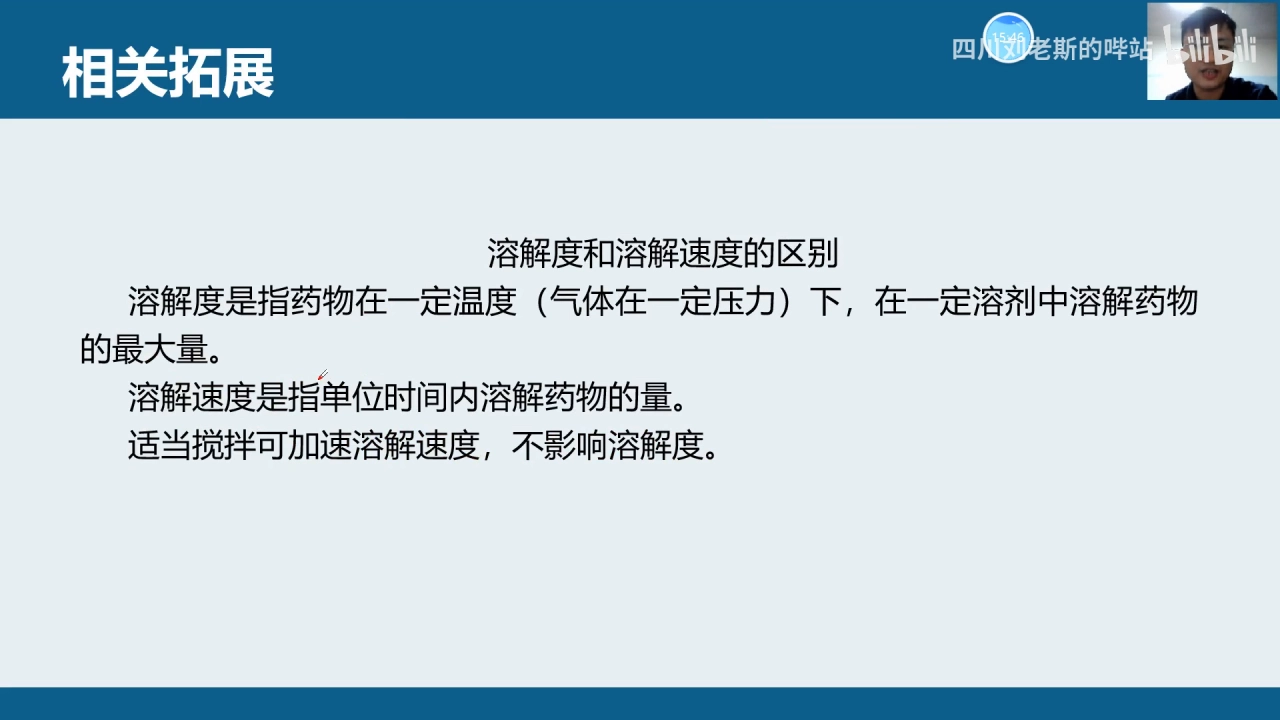 相关拓展
15:46
四川刘老斯的哔站
bilibili
溶解度和溶解速度的区别
溶解度是指药物在一定温度（气体在一定压力）下，在一定溶剂中溶解药物
的最大量。
溶解速度是指单位时间内溶解药物的量。
适当搅拌可加速溶解速度，不影响溶解度。